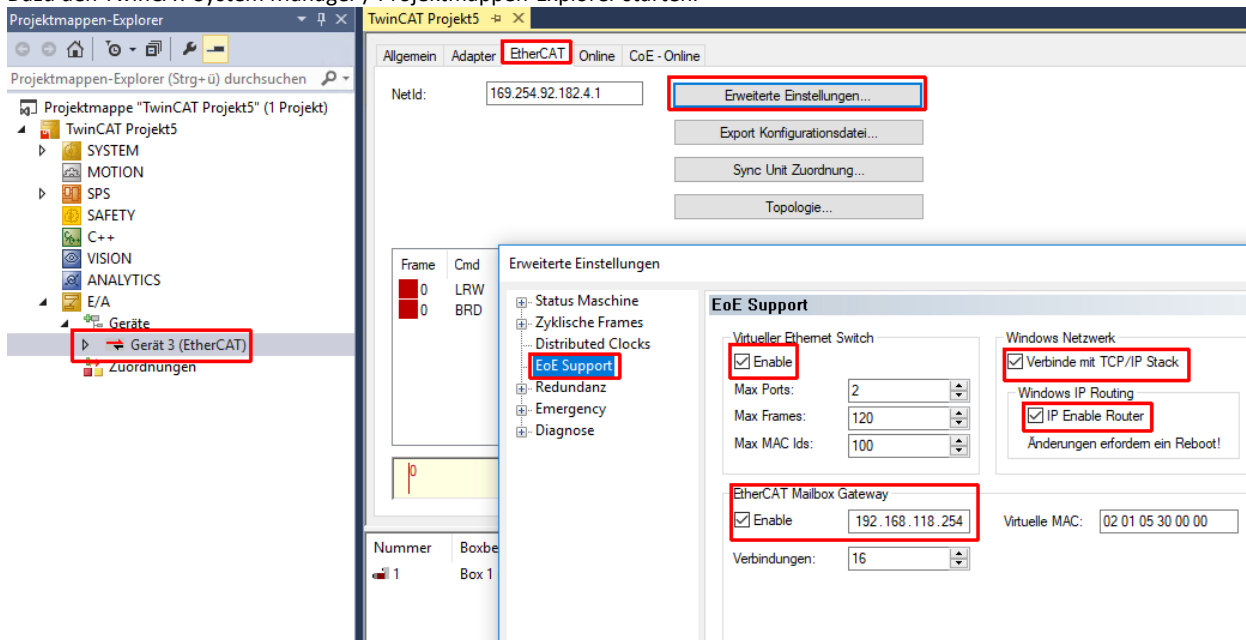 Dazu den TwinCAT System Manager / Projektmappen-Explorer starten:
Projektmappen-Explorer
Projektmappen-Explorer (Strg+ü) durchsuchen
Projektmappe "TwinCAT Projekt5" (1 Projekt)
TwinCAT Projekt5
SYSTEM
MOTION
SPS
SAFETY
C++
VISION
ANALYTICS
E/A
Geräte
Gerät 3 (EtherCAT)
Zuordnungen
TwinCAT Projekt5
Allgemein Adapter EtherCAT Online CoE - Online
NetId: 169.254.92.182.4.1 Erweiterte Einstellungen...
Export Konfigurationsdatei...
Sync Unit Zuordnung...
Topologie...
Frame Cmd
0 LRW
0 BRD
0
Nummer Boxbe
1 Box 1
Erweiterte Einstellungen
Status Maschine
Zyklische Frames
Distributed Clocks
EoE Support
Redundanz
Emergency
Diagnose
EoE Support
Virtueller Ethernet Switch
Enable
Max Ports: 2
Max Frames: 120
Max MAC Ids: 100
Windows Netzwerk
Verbinde mit TCP/IP Stack
Windows IP Routing
IP Enable Router
Änderungen erfordern ein Reboot!
EtherCAT Mailbox Gateway
Enable 192.168.118.254 Virtuelle MAC: 02 01 05 30 00 00
Verbindungen: 16